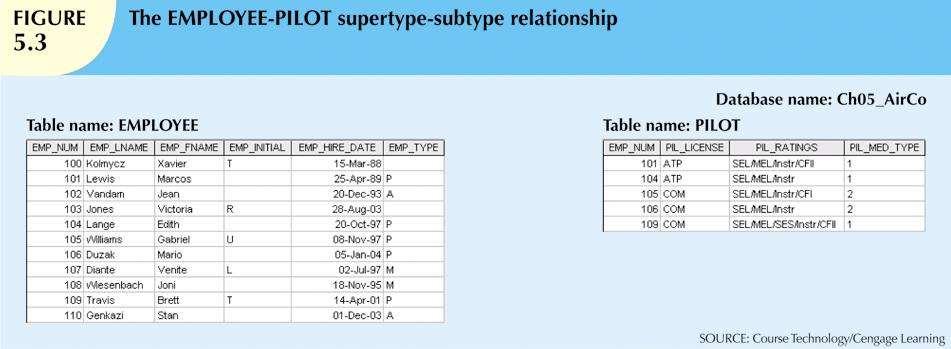 FIGURE 5.3
The EMPLOYEE-PILOT supertype-subtype relationship
Database name: Ch05_AirCo
Table name: EMPLOYEE
EMP_NUM EMP_LNAME EMP_FNAME EMP_INITIAL EMP_HIRE_DATE EMP_TYPE
100 Kolmycz Xavier T 15-Mar-88
101 Lewis Marcos 25-Apr-89 P
102 Vandam Jean 20-Dec-93 A
103 Jones Victoria R 28-Aug-03
104 Lange Edith 20-Oct-97 P
105 Williams Gabriel U 08-Nov-97 P
106 Duzak Mario 05-Jan-04 P
107 Diante Venite L 02-Jul-97 M
108 Wiesenbach Joni 18-Nov-95 M
109 Travis Brett T 14-Apr-01 P
110 Genkazi Stan 01-Dec-03 A
Table name: PILOT
EMP_NUM PIL_LICENSE PIL_RATINGS PIL_MED_TYPE
101 ATP SEL/MEL/Instr/CFII 1
104 ATP SEL/MEL/Instr 1
105 COM SEL/MEL/Instr/CFI 2
106 COM SEL/MEL/Instr 2
109 COM SEL/MEL/SES/Instr/CFII 1
SOURCE: Course Technology/Cengage Learning